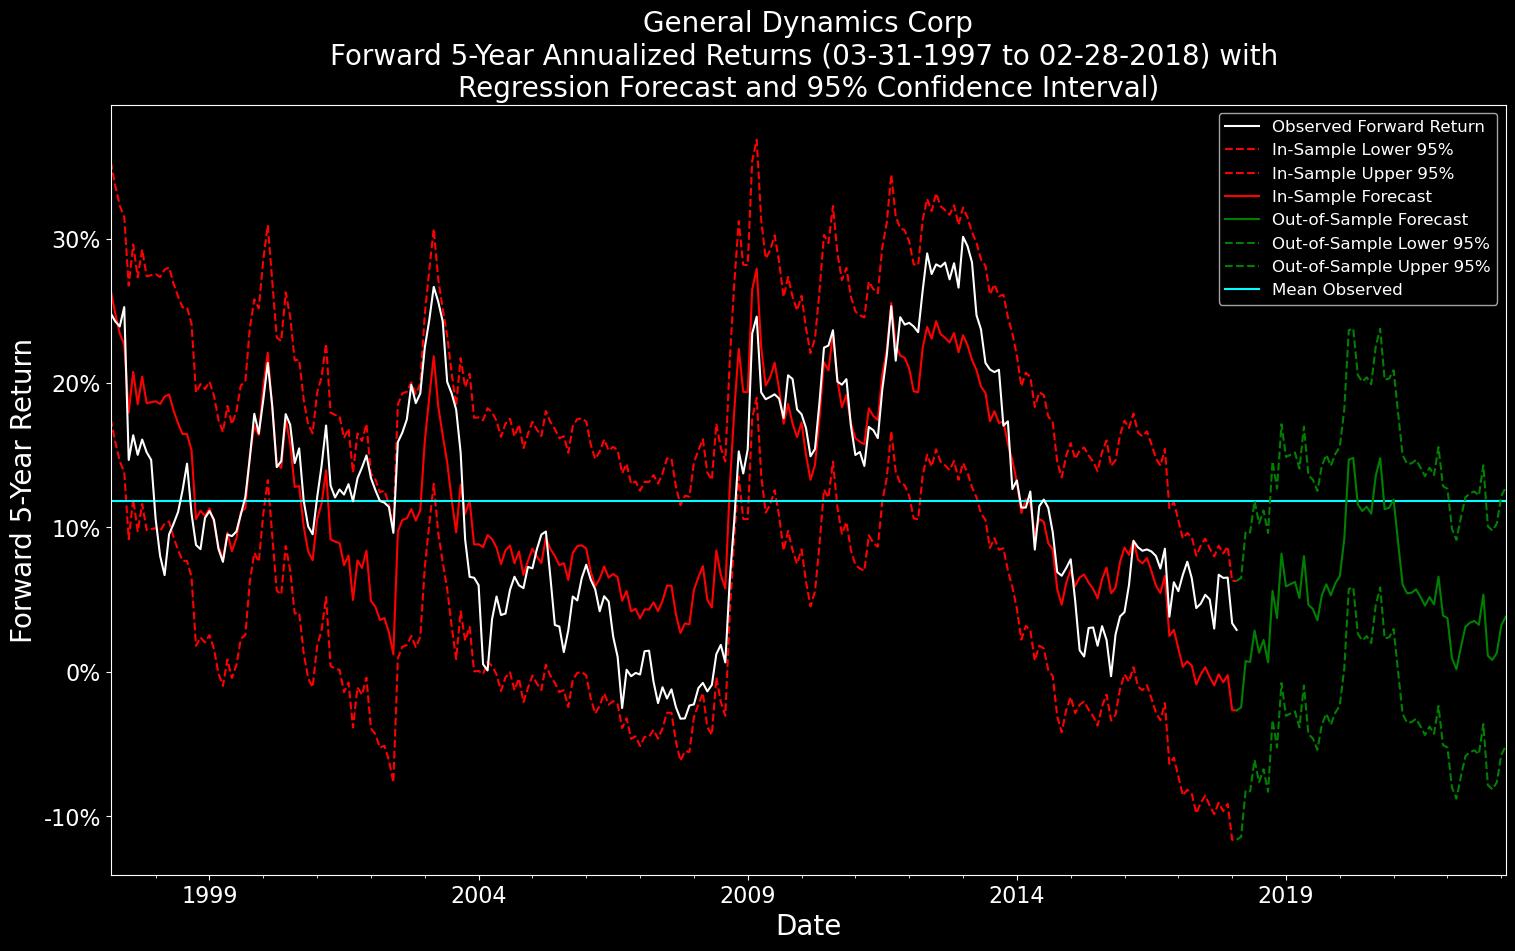 General Dynamics Corp
Forward 5-Year Annualized Returns (03-31-1997 to 02-28-2018) with
Regression Forecast and 95% Confidence Interval)
Observed Forward Return
In-Sample Lower 95%
In-Sample Upper 95%
In-Sample Forecast
Out-of-Sample Forecast
Out-of-Sample Lower 95%
Out-of-Sample Upper 95%
Mean Observed
Forward 5-Year Return
30%
20%
10%
0%
-10%
1999 2004 2009 2014 2019
Date